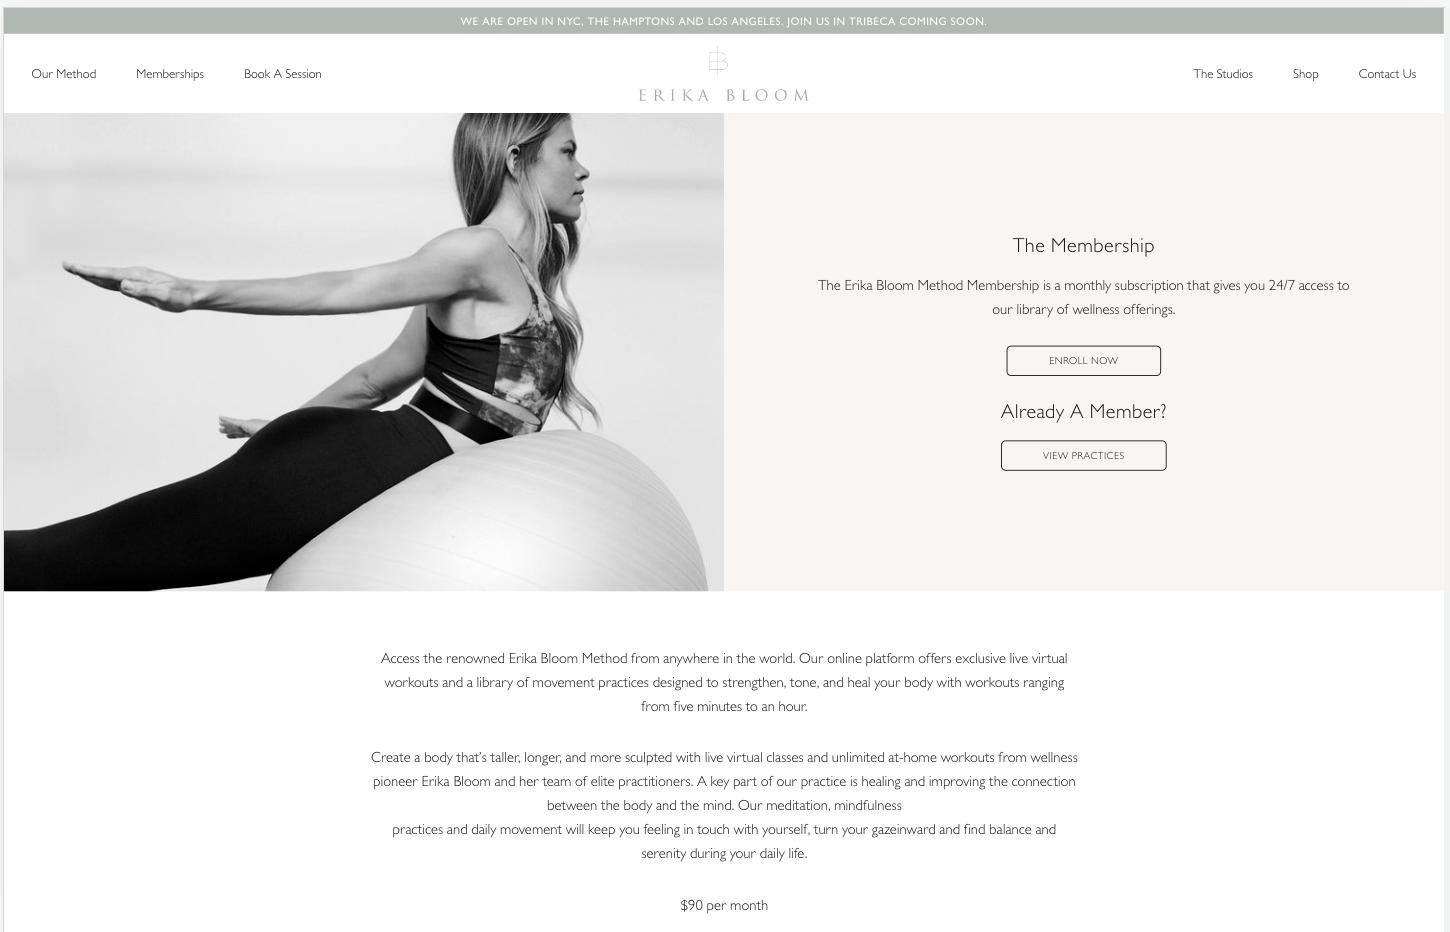 WE ARE OPEN IN NYC, THE HAMPTONS AND LOS ANGELES. JOIN US IN TRIBECA COMING SOON.
Our Method
Memberships
Book A Session
ERIKA BLOOM
The Studios
Shop
Contact Us
The Membership
The Erika Bloom Method Membership is a monthly subscription that gives you 24/7 access to
our library of wellness offerings.
ENROLL NOW
Already A Member?
VIEW PRACTICES
Access the renowned Erika Bloom Method from anywhere in the world. Our online platform offers exclusive live virtual
workouts and a library of movement practices designed to strengthen, tone, and heal your body with workouts ranging
from five minutes to an hour.
Create a body that's taller, longer, and more sculpted with live virtual classes and unlimited at-home workouts from wellness
pioneer Erika Bloom and her team of elite practitioners. A key part of our practice is healing and improving the connection
between the body and the mind. Our meditation, mindfulness
practices and daily movement will keep you feeling in touch with yourself, turn your gazeinward and find balance and
serenity during your daily life.
$90 per month